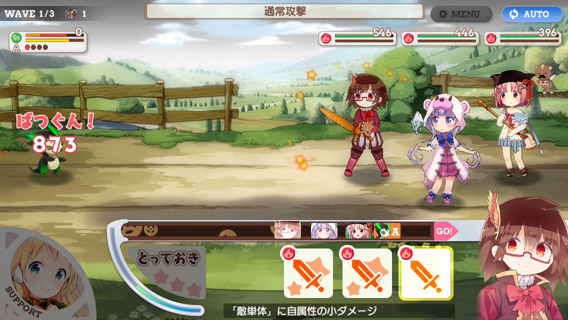 WAVE 1/3 1
通常攻撃
MENU
AUTO
0
A
546
446
396
ばつぐん!
873
A
GO!
とっておき
SUPPORT
「敵単体」に自属性の小ダメージ